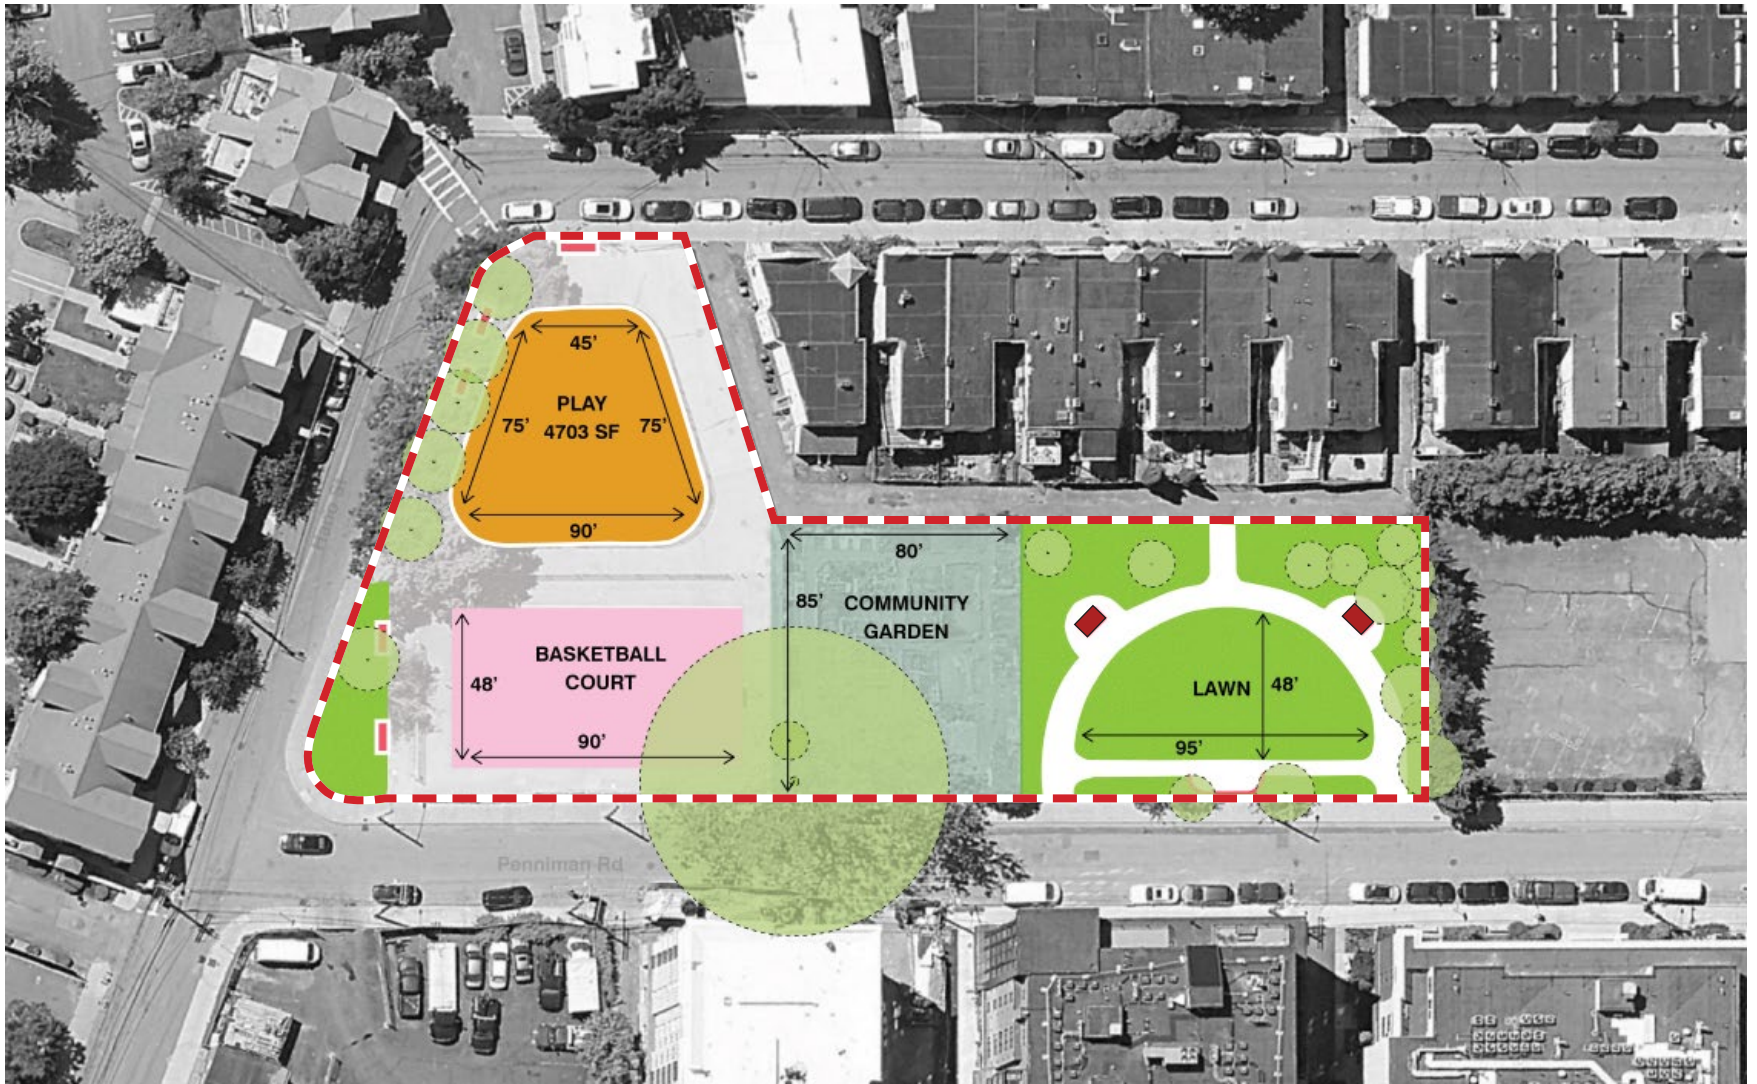 45'
PLAY
4703 SF
75'
75'
90'
80'
85'
COMMUNITY
GARDEN
BASKETBALL
COURT
48'
90'
LAWN
48'
95'
Penniman Rd